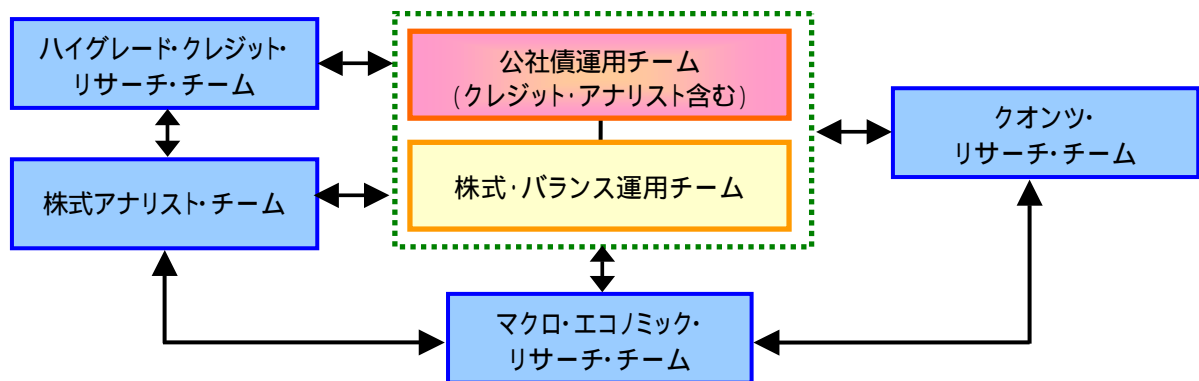 ハイグレード・クレジット・
リサーチ・チーム
公社債運用チーム
(クレジット・アナリスト含む)
クオンツ・
リサーチ・チーム
株式アナリスト・チーム
株式・バランス運用チーム
マクロ・エコノミック・
リサーチ・チーム